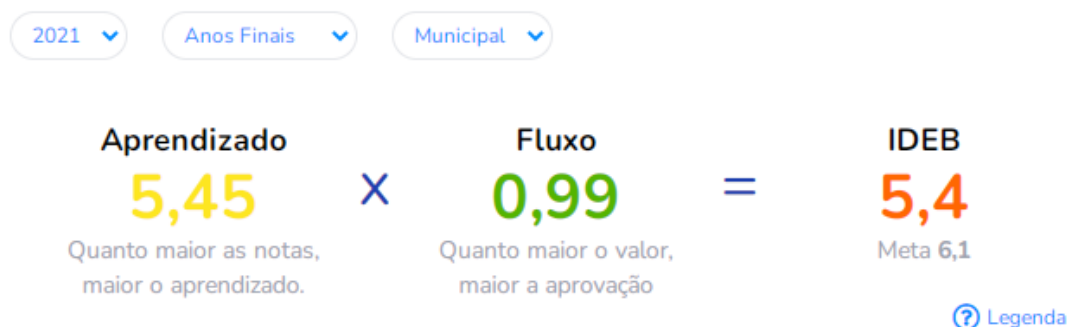 2021 Anos Finais Municipal
Aprendizado Fluxo IDEB
5,45 x 0,99 = 5,4
Quanto maior as notas, Quanto maior o valor, Meta 6,1
maior o aprendizado. maior a aprovação
? Legenda